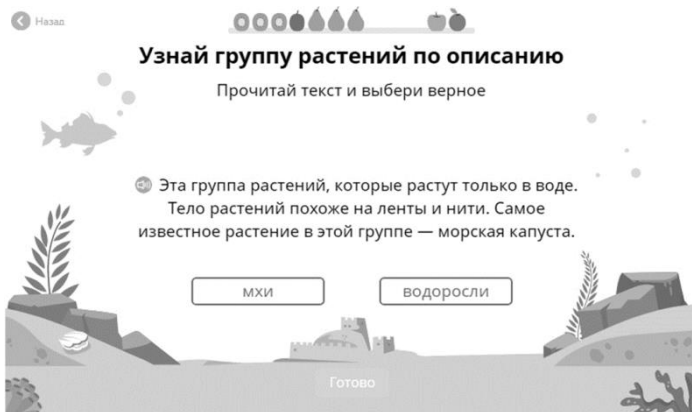 Назад
Узнай группу растений по описанию
Прочитай текст и выбери верное
Эта группа растений, которые растут только в воде.
Тело растений похоже на ленты и нити. Самое
известное растение в этой группе — морская капуста.
мхи
водоросли
Готово